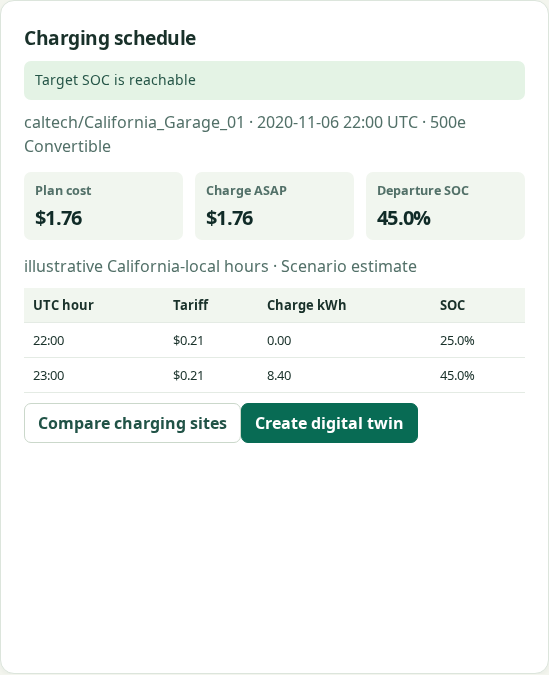 Charging schedule
Target SOC is reachable
caltech/California_Garage_01 · 2020-11-06 22:00 UTC · 500e
Convertible
Plan cost
$1.76
Charge ASAP
$1.76
Departure SOC
45.0%
illustrative California-local hours · Scenario estimate
UTC hour Tariff Charge kWh SOC
22:00 $0.21 0.00 25.0%
23:00 $0.21 8.40 45.0%
Compare charging sites Create digital twin